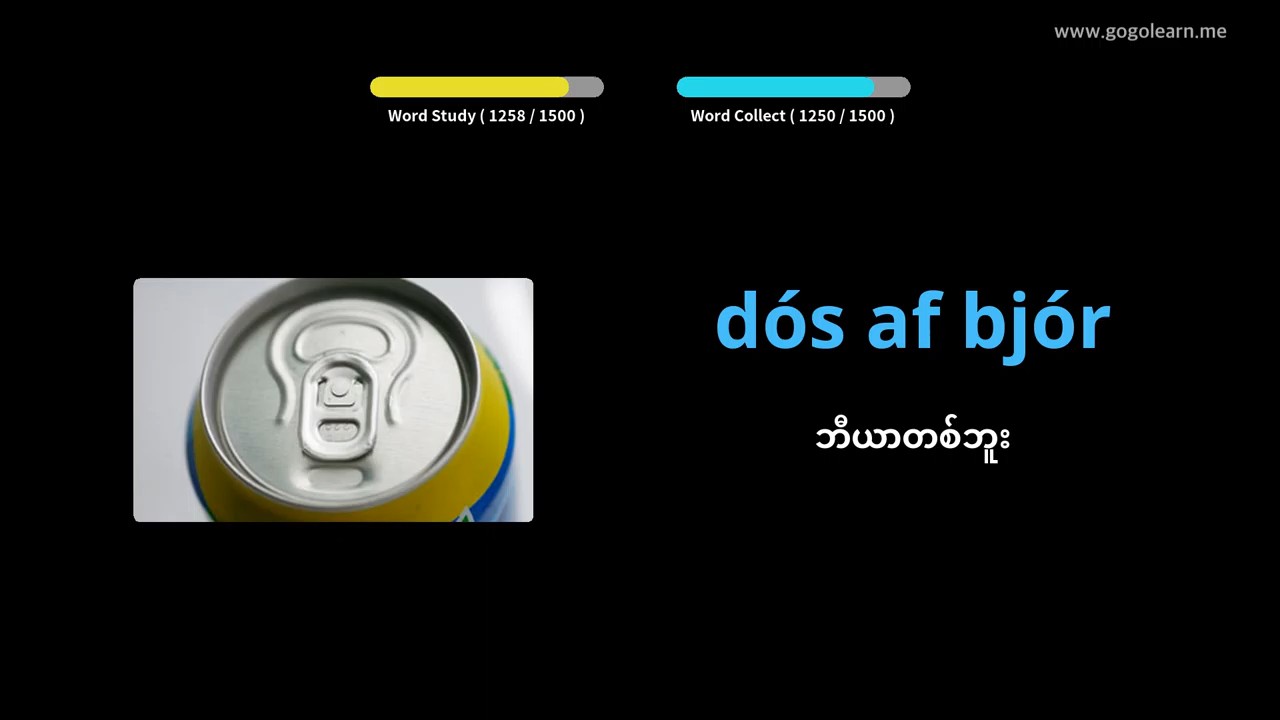 www.gogolearn.me
Word Study ( 1258 / 1500 )
Word Collect ( 1250 / 1500 )
dós af bjór
ဘီယာတစ်ဘူး